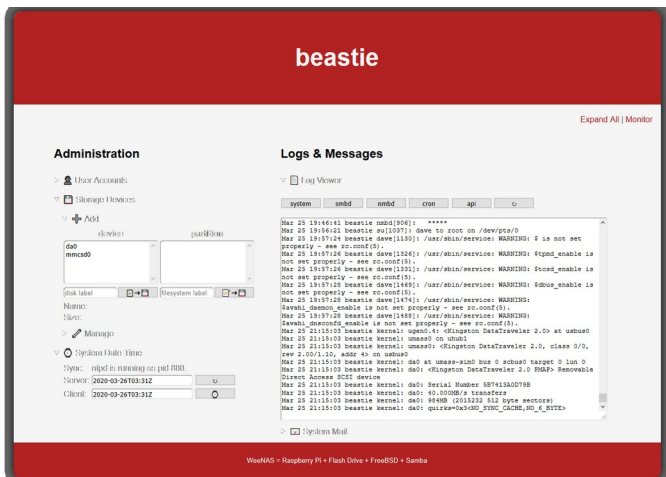 beastie
Expand All | Monitor
Administration
User Accounts
Storage Devices
Add
device
partition
da0
mmcsd0
disk label
filesystem label
Name:
Size:
Manage
System Date-Time
Sync: ntpd is running as pid 800.
Server: 2020-03-26T03:31Z
Client: 2020-03-26T03:31Z
Logs & Messages
Log Viewer
system smbd nmbd cron api
Mar 25 19:46:41 beastie nmbd[906]: *****
Mar 25 19:56:21 beastie su[1037]: dave to root on /dev/pts/0
Mar 25 19:57:24 beastie dave[1130]: /usr/sbin/service: WARNING: $ is not set
properly - see rc.conf(5).
Mar 25 19:57:26 beastie dave[1326]: /usr/sbin/service: WARNING: $tpmd_enable is
not set properly - see rc.conf(5).
Mar 25 19:57:26 beastie dave[1331]: /usr/sbin/service: WARNING: $tcsd_enable is
not set properly - see rc.conf(5).
Mar 25 19:57:28 beastie dave[1469]: /usr/sbin/service: WARNING: $dbus_enable is
not set properly - see rc.conf(5).
Mar 25 19:57:28 beastie dave[1474]: /usr/sbin/service: WARNING:
$avahi_daemon_enable is not set properly - see rc.conf(5).
Mar 25 19:57:28 beastie dave[1488]: /usr/sbin/service: WARNING:
$avahi_dnsconfd_enable is not set properly - see rc.conf(5).
Mar 25 21:15:03 beastie kernel: ugen0.4: <Kingston DataTraveler 2.0> at usbus0
Mar 25 21:15:03 beastie kernel: umass0 on uhub1
Mar 25 21:15:03 beastie kernel: umass0: <Kingston DataTraveler 2.0, class 0/0,
rev 2.00/1.10, addr 4> on usbus0
Mar 25 21:15:03 beastie kernel: da0 at umass-sim0 bus 0 scbus0 target 0 lun 0
Mar 25 21:15:03 beastie kernel: da0: <Kingston DataTraveler 2.0 PMAP> Removable
Direct Access SCSI device
Mar 25 21:15:03 beastie kernel: da0: Serial Number 5B7413A0D79B
Mar 25 21:15:03 beastie kernel: da0: 40.000MB/s transfers
Mar 25 21:15:03 beastie kernel: da0: 984MB (2015232 512 byte sectors)
Mar 25 21:15:03 beastie kernel: da0: quirks=0x3<NO_SYNC_CACHE,NO_6_BYTE>
System Mail
WeeNAS = Raspberry Pi + Flash Drive + FreeBSD + Samba